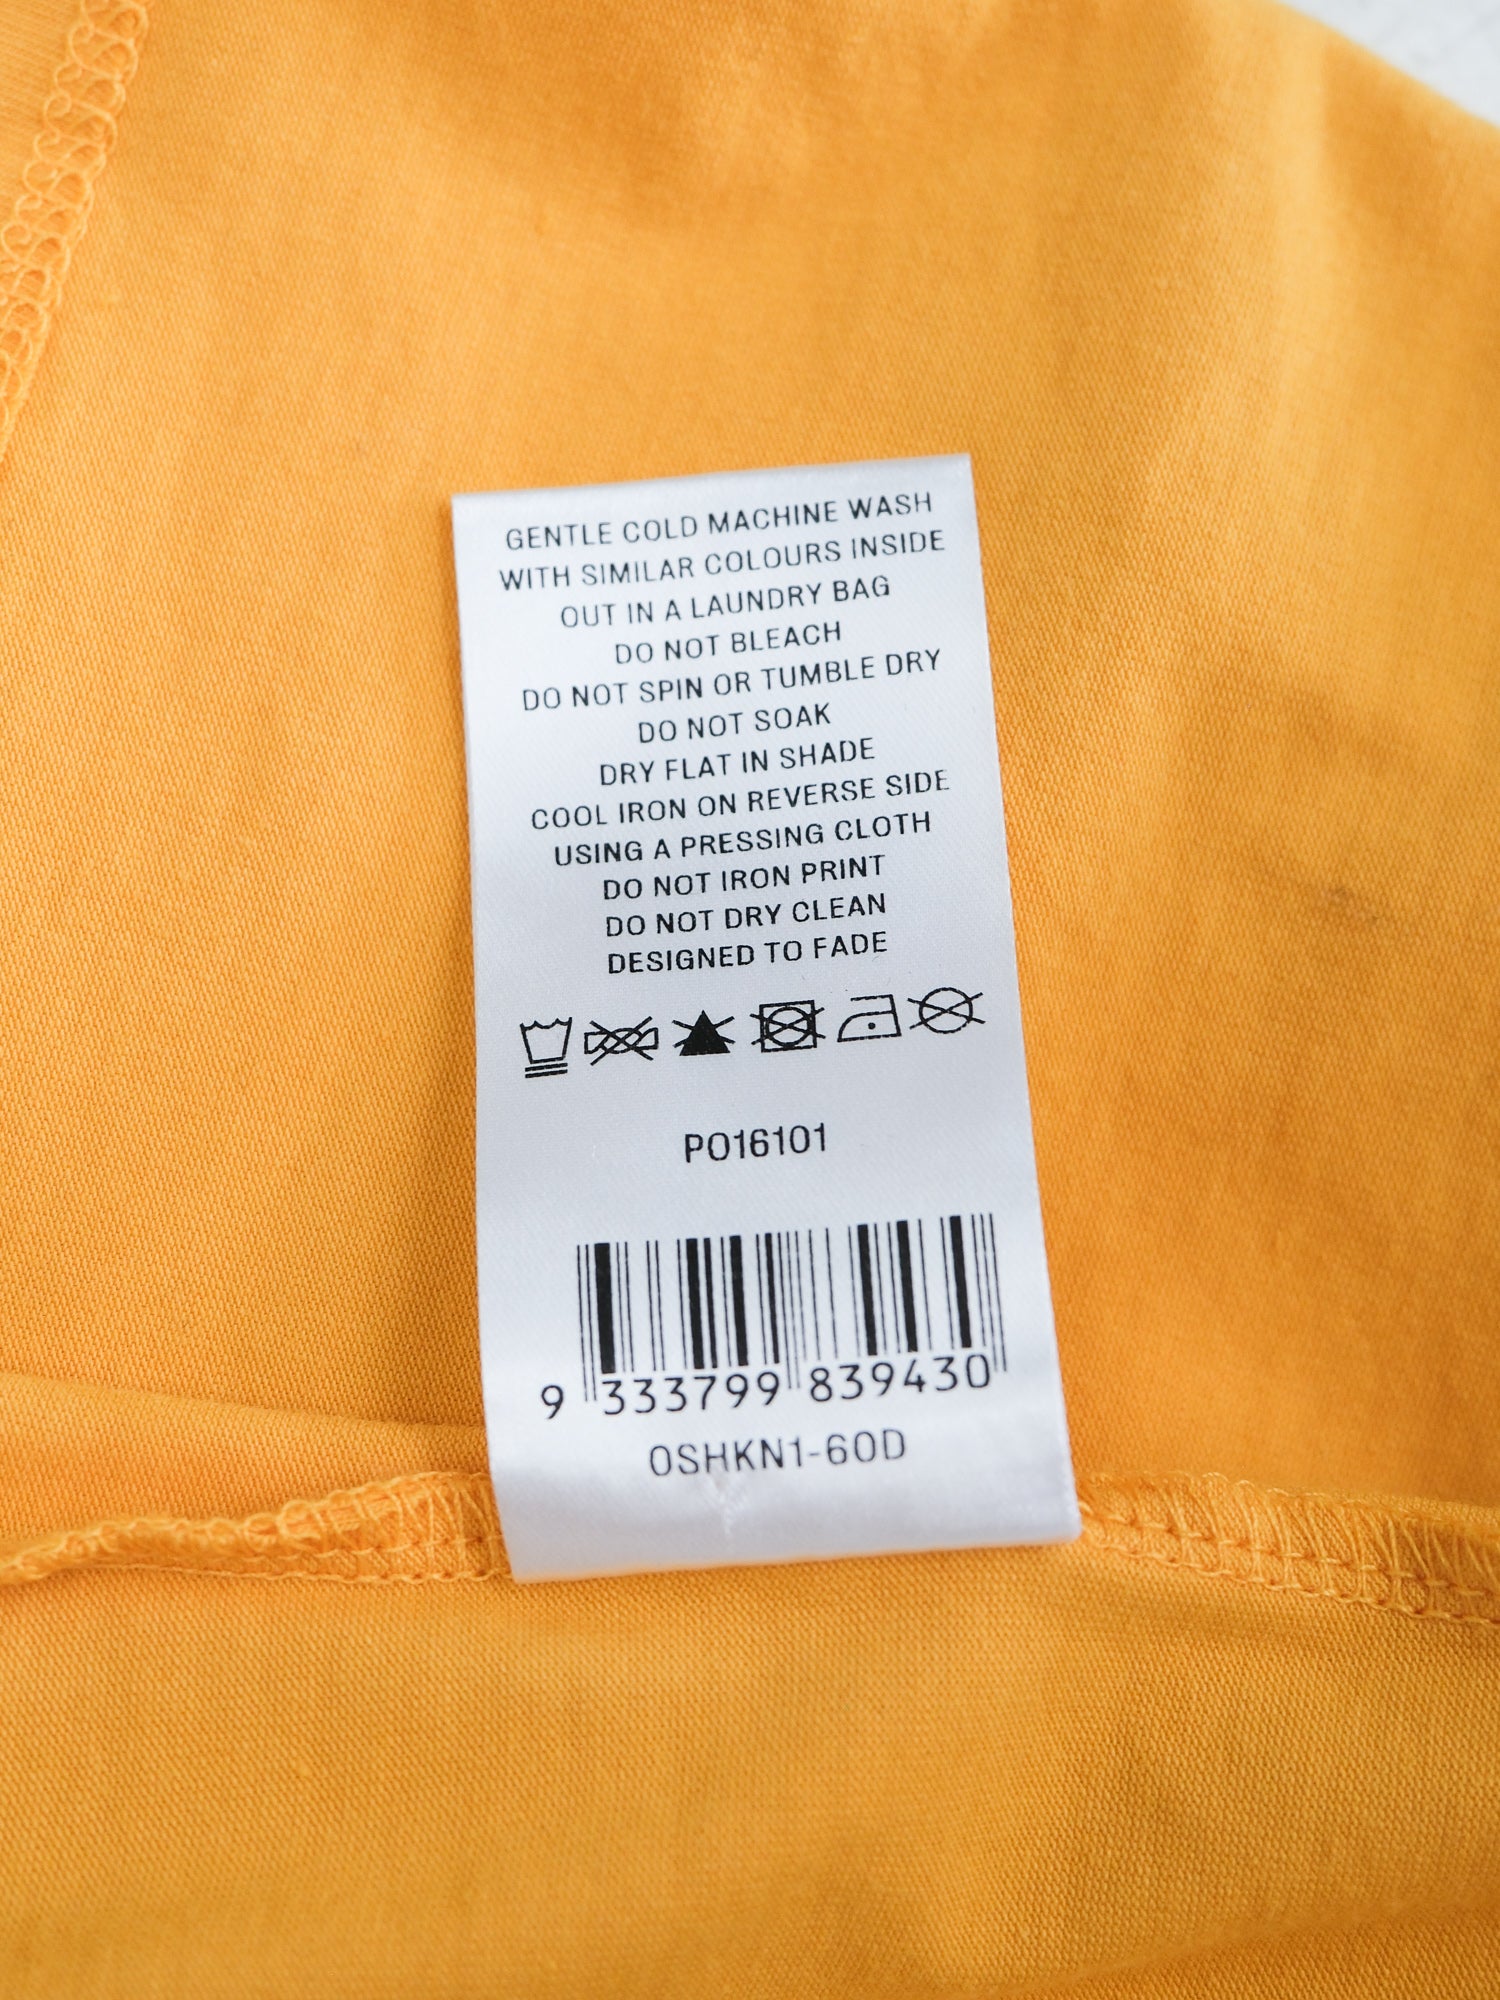 GENTLE COLD MACHINE WASH
WITH SIMILAR COLOURS INSIDE
OUT IN A LAUNDRY BAG
DO NOT BLEACH
DO NOT SPIN OR TUMBLE DRY
DO NOT SOAK
DRY FLAT IN SHADE
COOL IRON ON REVERSE SIDE
USING A PRESSING CLOTH
DO NOT IRON PRINT
DO NOT DRY CLEAN
DESIGNED TO FADE
PO16101
9 333799 839430
OSHKN1-60D